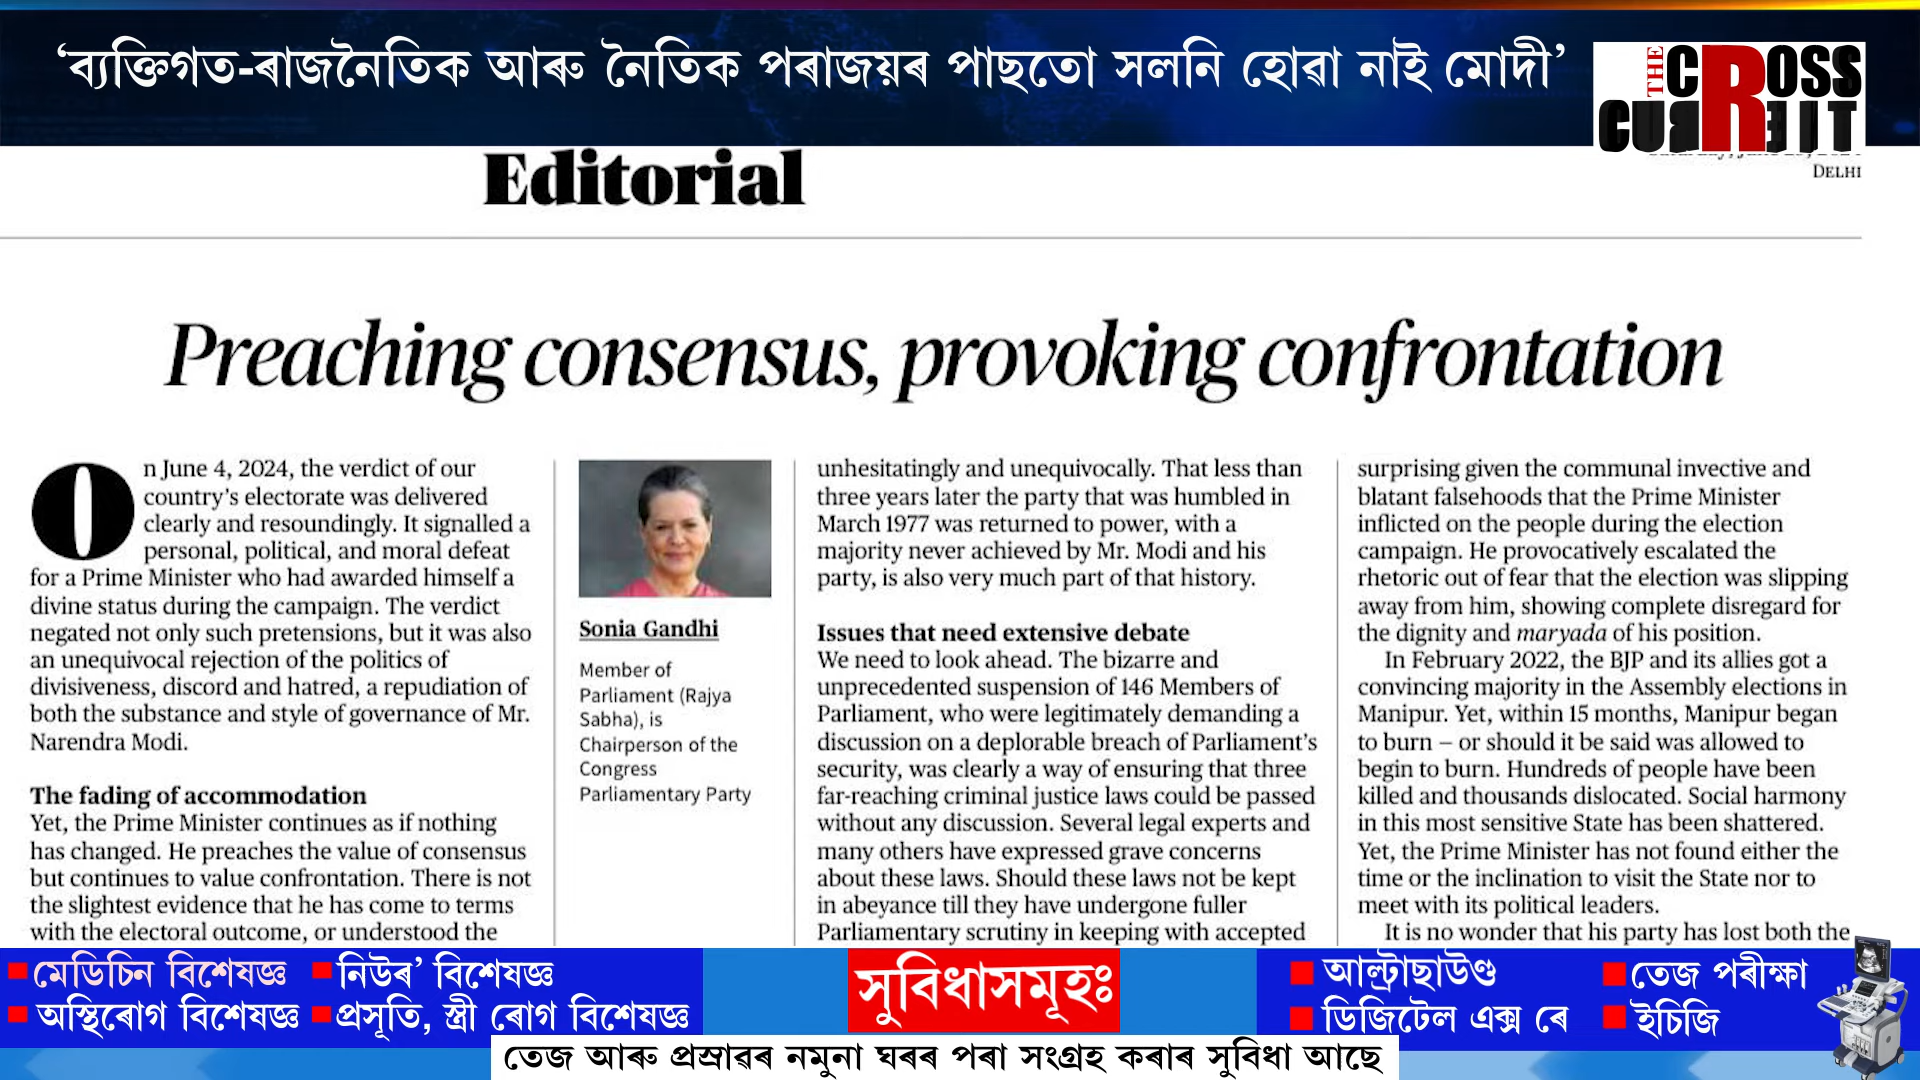 ‘ব্যক্তিগত-ৰাজনৈতিক আৰু নৈতিক পৰাজয়ৰ পাছতো সলনি হোৱা নাই মোদী’
THE CROSS
CURRENT
Editorial
DELHI
Preaching consensus, provoking confrontation
On June 4, 2024, the verdict of our
country’s electorate was delivered
clearly and resoundingly. It signalled a
personal, political, and moral defeat
for a Prime Minister who had awarded himself a
divine status during the campaign. The verdict
negated not only such pretensions, but it was also
an unequivocal rejection of the politics of
divisiveness, discord and hatred, a repudiation of
both the substance and style of governance of Mr.
Narendra Modi.
The fading of accommodation
Yet, the Prime Minister continues as if nothing
has changed. He preaches the value of consensus
but continues to value confrontation. There is not
the slightest evidence that he has come to terms
with the electoral outcome, or understood the
Sonia Gandhi
Member of
Parliament (Rajya
Sabha), is
Chairperson of the
Congress
Parliamentary Party
unhesitatingly and unequivocally. That less than
three years later the party that was humbled in
March 1977 was returned to power, with a
majority never achieved by Mr. Modi and his
party, is also very much part of that history.
Issues that need extensive debate
We need to look ahead. The bizarre and
unprecedented suspension of 146 Members of
Parliament, who were legitimately demanding a
discussion on a deplorable breach of Parliament’s
security, was clearly a way of ensuring that three
far-reaching criminal justice laws could be passed
without any discussion. Several legal experts and
many others have expressed grave concerns
about these laws. Should these laws not be kept
in abeyance till they have undergone fuller
Parliamentary scrutiny in keeping with accepted
surprising given the communal invective and
blatant falsehoods that the Prime Minister
inflicted on the people during the election
campaign. He provocatively escalated the
rhetoric out of fear that the election was slipping
away from him, showing complete disregard for
the dignity and maryada of his position.
In February 2022, the BJP and its allies got a
convincing majority in the Assembly elections in
Manipur. Yet, within 15 months, Manipur began
to burn – or should it be said was allowed to
begin to burn. Hundreds of people have been
killed and thousands dislocated. Social harmony
in this most sensitive State has been shattered.
Yet, the Prime Minister has not found either the
time or the inclination to visit the State nor to
meet with its political leaders.
It is no wonder that his party has lost both the
মেডিচিন বিশেষজ্ঞ নিউৰ’ বিশেষজ্ঞ
অস্থিৰোগ বিশেষজ্ঞ প্ৰসূতি, স্ত্ৰী ৰোগ বিশেষজ্ঞ
সুবিধাসমূহঃ
আল্ট্ৰাছাউণ্ড তেজ পৰীক্ষা
ডিজিটেল এক্স ৰে ইচিজি
তেজ আৰু প্ৰস্ৰাৱৰ নমুনা ঘৰৰ পৰা সংগ্ৰহ কৰাৰ সুবিধা আছে